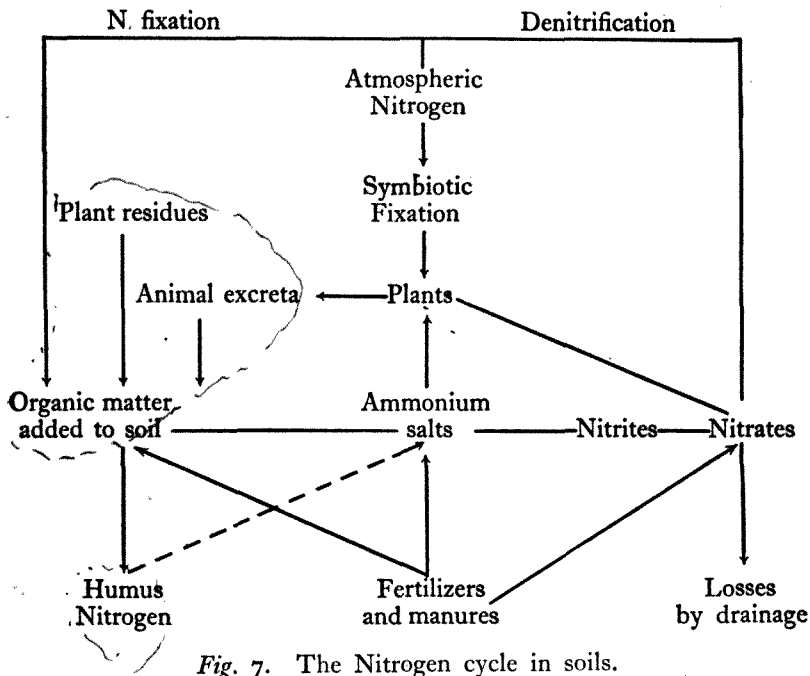 N. fixation
Denitrification
Atmospheric
Nitrogen
Symbiotic
Fixation
Plant residues
Animal excreta
Plants
Organic matter
added to soil
Ammonium
salts
Nitrites
Nitrates
Humus
Nitrogen
Fertilizers
and manures
Losses
by drainage
Fig. 7. The Nitrogen cycle in soils.